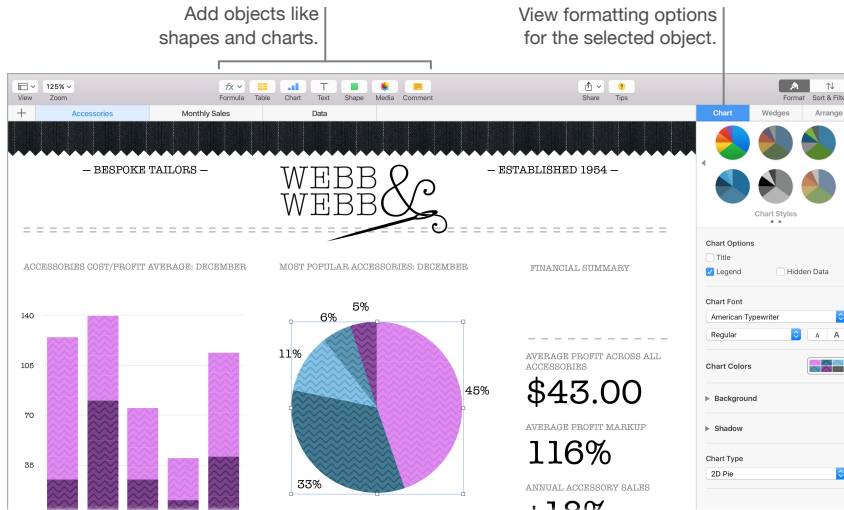 Add objects like
shapes and charts.
View formatting options
for the selected object.
125%
View
Zoom
fx
T
Formula
Table
Chart
Text
Shape
Media
Comment
?
Share
Tips
Format
Sort & Filte
+
Accessories
Monthly Sales
Data
Chart
Wedges
Arrange
— BESPOKE TAILORS —
WEBB &
WEBB
— ESTABLISHED 1954 —
Chart Styles
ACCESSORIES COST/PROFIT AVERAGE: DECEMBER
140
105
70
35
MOST POPULAR ACCESSORIES: DECEMBER
5%
6%
11%
45%
33%
FINANCIAL SUMMARY
AVERAGE PROFIT ACROSS ALL
ACCESSORIES
$43.00
AVERAGE PROFIT MARKUP
116%
ANNUAL ACCESSORY SALES
Chart Options
Title
Legend
Hidden Data
Chart Font
American Typewriter
Regular
A A
Chart Colors
Background
Shadow
Chart Type
2D Pie